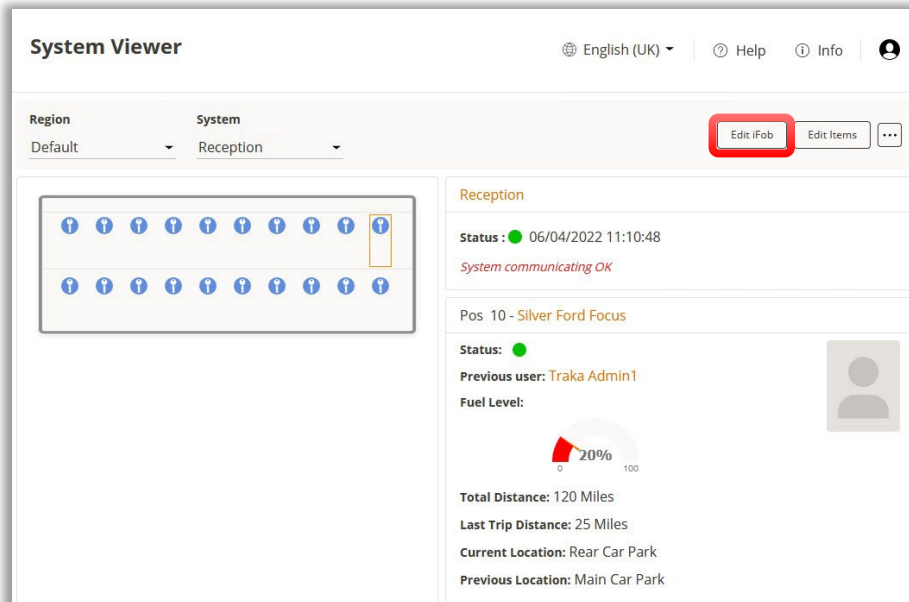 System Viewer
English (UK)
Help
Info
Region
System
Default
Reception
Edit iFob
Edit Items
Reception
Status : 06/04/2022 11:10:48
System communicating OK
Pos 10 - Silver Ford Focus
Status:
Previous user: Traka Admin1
Fuel Level:
20%
0
100
Total Distance: 120 Miles
Last Trip Distance: 25 Miles
Current Location: Rear Car Park
Previous Location: Main Car Park